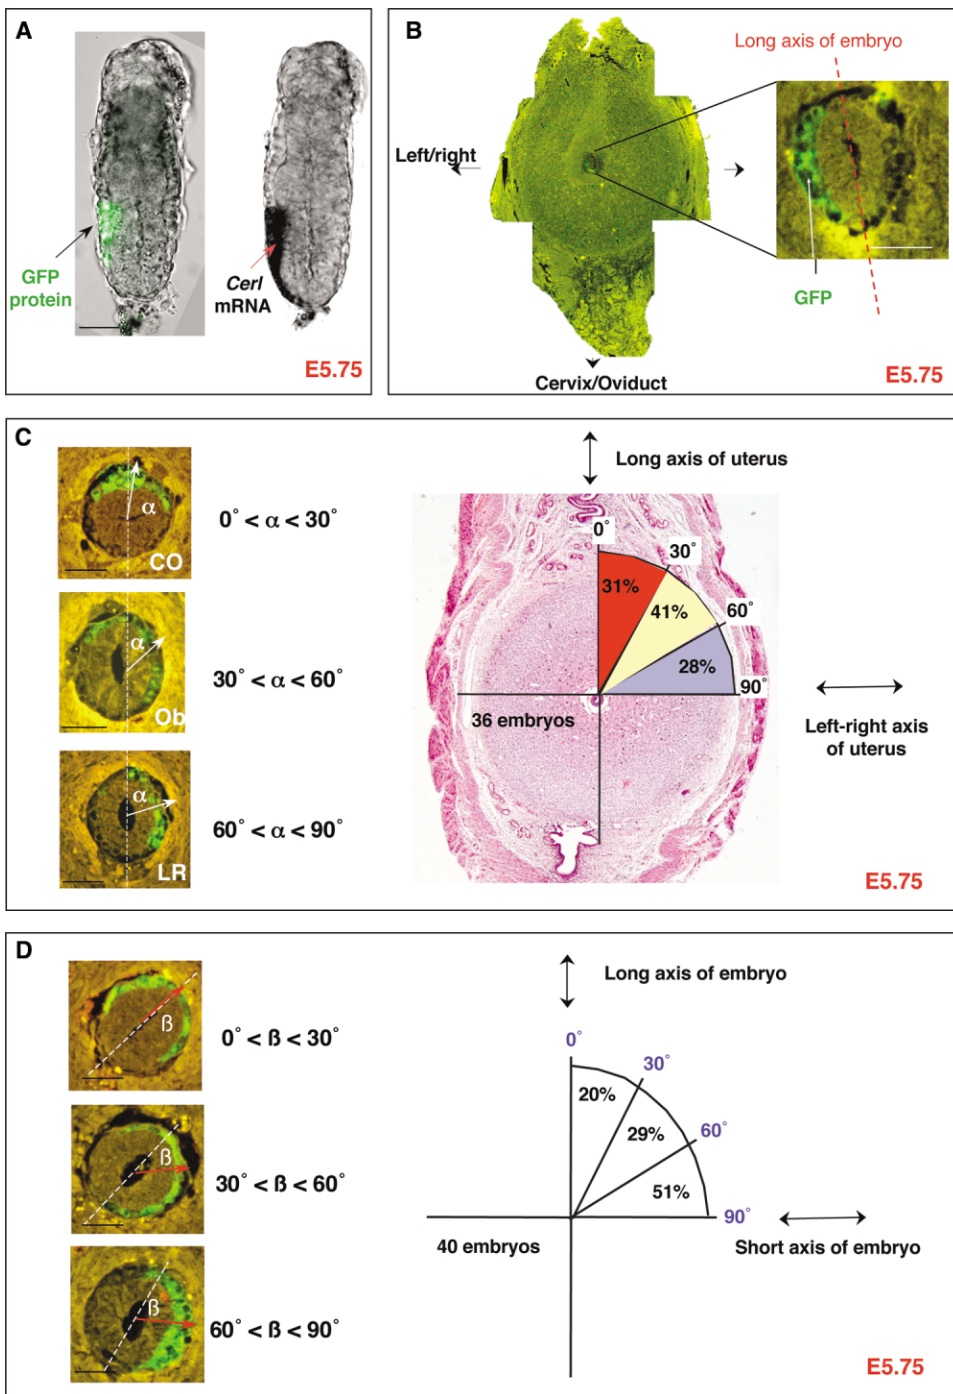 A
GFP
protein
Cerl
mRNA
E5.75
B
Long axis of embryo
Left/right
GFP
Cervix/Oviduct
E5.75
C
α
CO
0° < α < 30°
α
Ob
30° < α < 60°
α
LR
60° < α < 90°
Long axis of uterus
0°
30°
31%
41%
60°
28%
90°
36 embryos
Left-right axis
of uterus
E5.75
D
ß
0° < ß < 30°
ß
30° < ß < 60°
ß
60° < ß < 90°
Long axis of embryo
0°
30°
20%
29%
60°
51%
90°
40 embryos
Short axis of embryo
E5.75